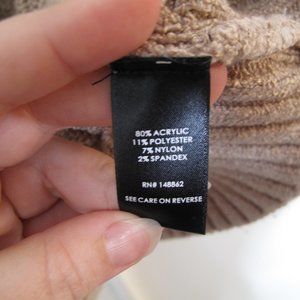 80% ACRYLIC
11% POLYESTER
7% NYLON
2% SPANDEX
RN# 148862
SEE CARE ON REVERSE